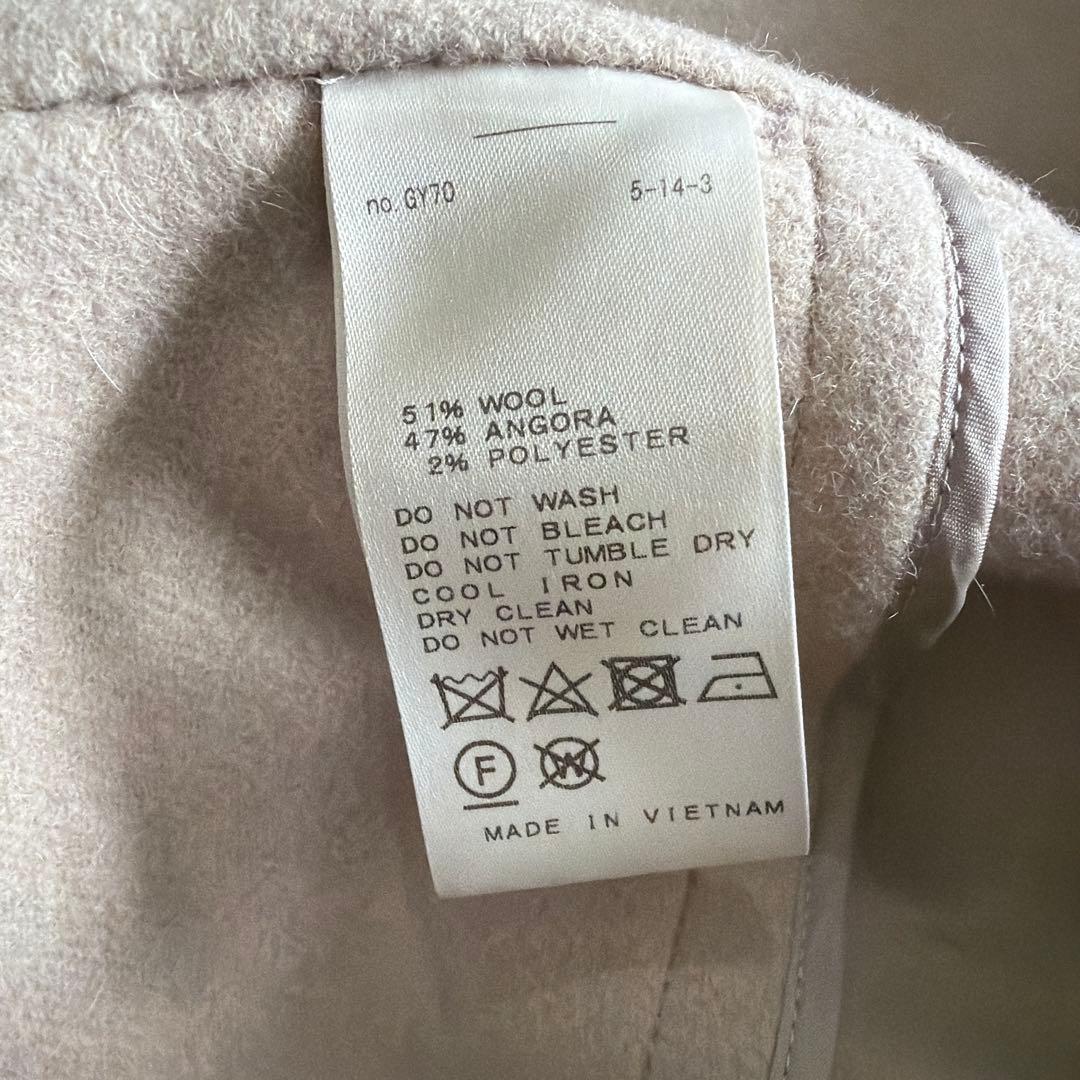 no. GY70 5-14-3
51% WOOL
47% ANGORA
2% POLYESTER
DO NOT WASH
DO NOT BLEACH
DO NOT TUMBLE DRY
COOL IRON
DRY CLEAN
DO NOT WET CLEAN
F W
MADE IN VIETNAM